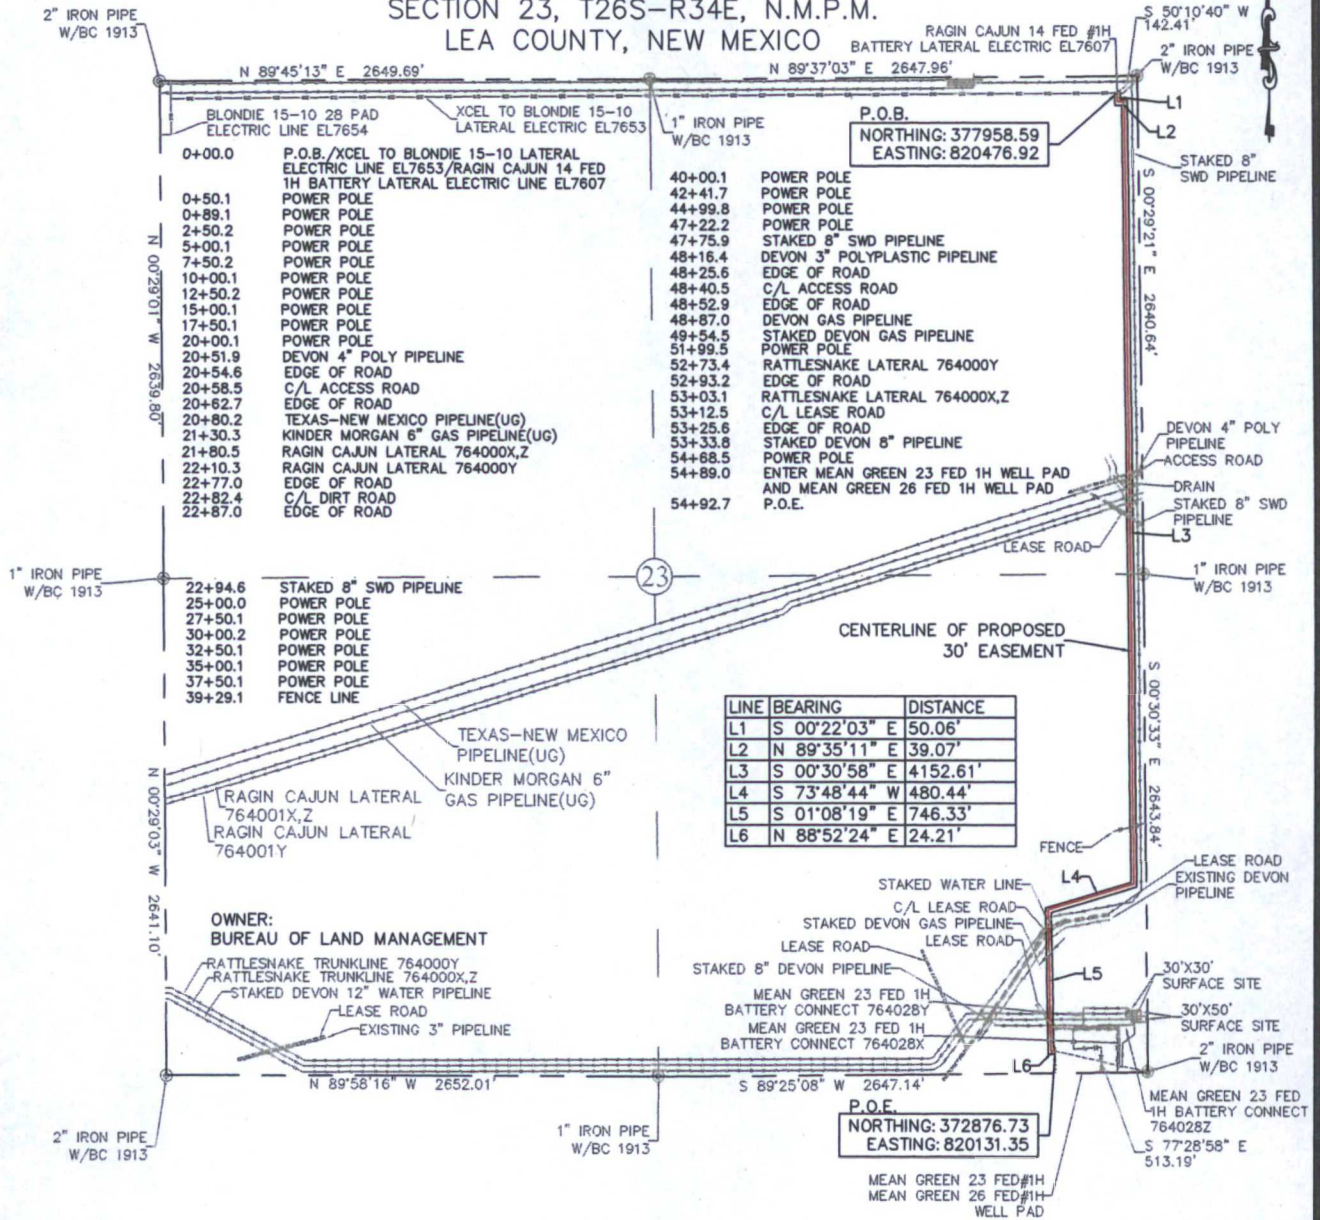 SECTION 23, T26S-R34E, N.M.P.M.
LEA COUNTY, NEW MEXICO
2" IRON PIPE
W/BC 1913
RAGIN CAJUN 14 FED #1H
BATTERY LATERAL ELECTRIC EL7607
S 50°10'40" W
142.41'
2" IRON PIPE
W/BC 1913
N 89°45'13" E 2649.69'
N 89°37'03" E 2647.96'
BLONDIE 15-10 28 PAD
ELECTRIC LINE EL7654
XCEL TO BLONDIE 15-10
LATERAL ELECTRIC EL7653
1" IRON PIPE
W/BC 1913
P.O.B.
NORTHING: 377958.59
EASTING: 820476.92
L1
L2
STAKED 8"
SWD PIPELINE
0+00.0 P.O.B./XCEL TO BLONDIE 15-10 LATERAL
ELECTRIC LINE EL7653/RAGIN CAJUN 14 FED
1H BATTERY LATERAL ELECTRIC LINE EL7607
0+50.1 POWER POLE
0+89.1 POWER POLE
2+50.2 POWER POLE
5+00.1 POWER POLE
7+50.2 POWER POLE
10+00.1 POWER POLE
12+50.2 POWER POLE
15+00.1 POWER POLE
17+50.1 POWER POLE
20+00.1 POWER POLE
20+51.9 DEVON 4" POLY PIPELINE
20+54.6 EDGE OF ROAD
20+58.5 C/L ACCESS ROAD
20+62.7 EDGE OF ROAD
20+80.2 TEXAS-NEW MEXICO PIPELINE(UG)
21+30.3 KINDER MORGAN 6" GAS PIPELINE(UG)
21+80.5 RAGIN CAJUN LATERAL 764000X,Z
22+10.3 RAGIN CAJUN LATERAL 764000Y
22+77.0 EDGE OF ROAD
22+82.4 C/L DIRT ROAD
22+87.0 EDGE OF ROAD
40+00.1 POWER POLE
42+41.7 POWER POLE
44+99.8 POWER POLE
47+22.2 POWER POLE
47+75.9 STAKED 8" SWD PIPELINE
48+16.4 DEVON 3" POLYPLASTIC PIPELINE
48+25.6 EDGE OF ROAD
48+40.5 C/L ACCESS ROAD
48+52.9 EDGE OF ROAD
48+87.0 DEVON GAS PIPELINE
49+54.5 STAKED DEVON GAS PIPELINE
51+99.5 POWER POLE
52+73.4 RATTLESNAKE LATERAL 764000Y
52+93.2 EDGE OF ROAD
53+03.1 RATTLESNAKE LATERAL 764000X,Z
53+12.5 C/L LEASE ROAD
53+25.6 EDGE OF ROAD
53+33.8 STAKED DEVON 8" PIPELINE
54+68.5 POWER POLE
54+89.0 ENTER MEAN GREEN 23 FED 1H WELL PAD
AND MEAN GREEN 26 FED 1H WELL PAD
54+92.7 P.O.E.
N 00°29'01" W 2639.80'
S 00°29'21" E 2640.64'
DEVON 4" POLY
PIPELINE
ACCESS ROAD
DRAIN
STAKED 8" SWD
PIPELINE
L3
LEASE ROAD
1" IRON PIPE
W/BC 1913
23
1" IRON PIPE
W/BC 1913
22+94.6 STAKED 8" SWD PIPELINE
25+00.0 POWER POLE
27+50.1 POWER POLE
30+00.2 POWER POLE
32+50.1 POWER POLE
35+00.1 POWER POLE
37+50.1 POWER POLE
39+29.1 FENCE LINE
CENTERLINE OF PROPOSED
30' EASEMENT
LINE BEARING DISTANCE
L1 S 00°22'03" E 50.06'
L2 N 89°35'11" E 39.07'
L3 S 00°30'58" E 4152.61'
L4 S 73°48'44" W 480.44'
L5 S 01°08'19" E 746.33'
L6 N 88°52'24" E 24.21'
TEXAS-NEW MEXICO
PIPELINE(UG)
KINDER MORGAN 6"
GAS PIPELINE(UG)
RAGIN CAJUN LATERAL
764001X,Z
RAGIN CAJUN LATERAL
764001Y
N 00°29'03" W 2641.10'
S 00°30'33" E 2643.84'
FENCE
L4
LEASE ROAD
EXISTING DEVON
PIPELINE
STAKED WATER LINE
C/L LEASE ROAD
STAKED DEVON GAS PIPELINE
LEASE ROAD
LEASE ROAD
STAKED 8" DEVON PIPELINE
L5
MEAN GREEN 23 FED 1H
BATTERY CONNECT 764028Y
MEAN GREEN 23 FED 1H
BATTERY CONNECT 764028X
30'X30'
SURFACE SITE
30'X50'
SURFACE SITE
OWNER:
BUREAU OF LAND MANAGEMENT
RATTLESNAKE TRUNKLINE 764000Y
RATTLESNAKE TRUNKLINE 764000X,Z
STAKED DEVON 12" WATER PIPELINE
LEASE ROAD
EXISTING 3" PIPELINE
L6
2" IRON PIPE
W/BC 1913
N 89°58'16" W 2652.01'
S 89°25'08" W 2647.14'
P.O.E.
NORTHING: 372876.73
EASTING: 820131.35
MEAN GREEN 23 FED
1H BATTERY CONNECT
764028Z
S 77°28'58" E
513.19'
2" IRON PIPE
W/BC 1913
1" IRON PIPE
W/BC 1913
MEAN GREEN 23 FED#1H
MEAN GREEN 26 FED#1H
WELL PAD